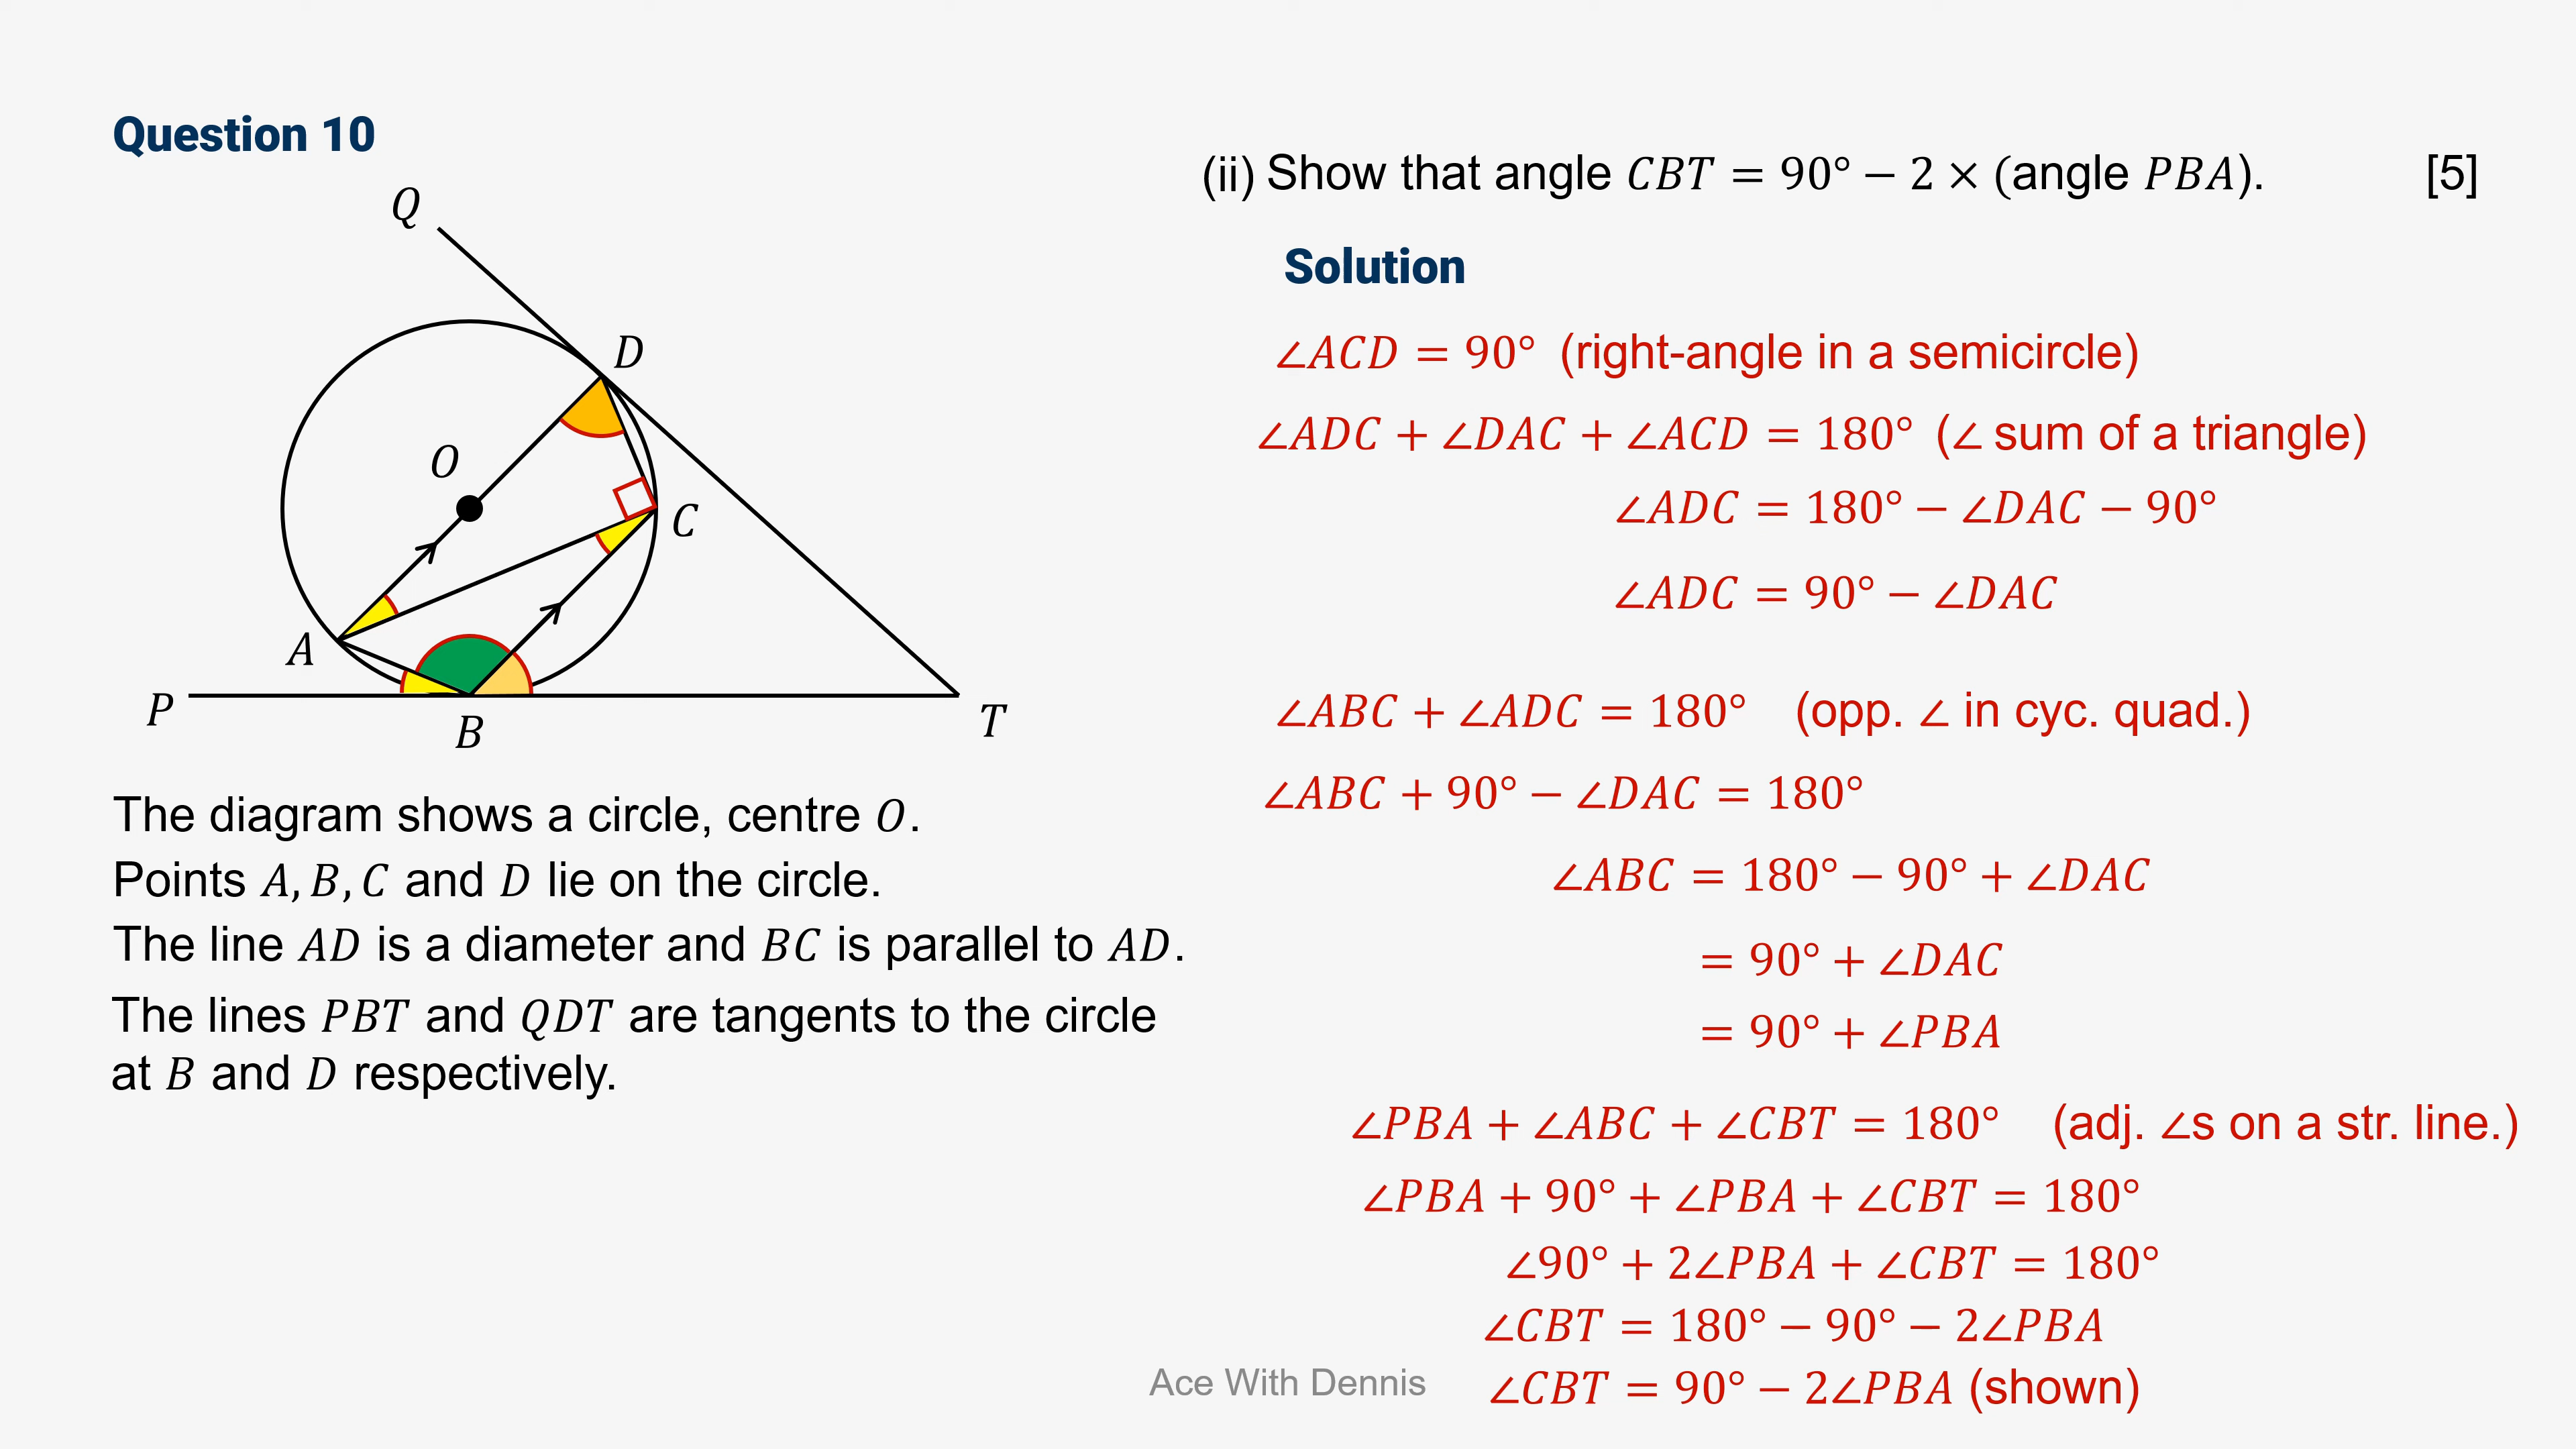 Question 10
Q
D
O
C
A
P
B
T
The diagram shows a circle, centre O.
Points A, B, C and D lie on the circle.
The line AD is a diameter and BC is parallel to AD.
The lines PBT and QDT are tangents to the circle
at B and D respectively.
(ii) Show that angle CBT = 90° − 2 × (angle PBA). [5]
Solution
∠ACD = 90° (right-angle in a semicircle)
∠ADC + ∠DAC + ∠ACD = 180° (∠ sum of a triangle)
∠ADC = 180° − ∠DAC − 90°
∠ADC = 90° − ∠DAC
∠ABC + ∠ADC = 180° (opp. ∠ in cyc. quad.)
∠ABC + 90° − ∠DAC = 180°
∠ABC = 180° − 90° + ∠DAC
= 90° + ∠DAC
= 90° + ∠PBA
∠PBA + ∠ABC + ∠CBT = 180° (adj. ∠s on a str. line.)
∠PBA + 90° + ∠PBA + ∠CBT = 180°
∠90° + 2∠PBA + ∠CBT = 180°
∠CBT = 180° − 90° − 2∠PBA
∠CBT = 90° − 2∠PBA (shown)
Ace With Dennis